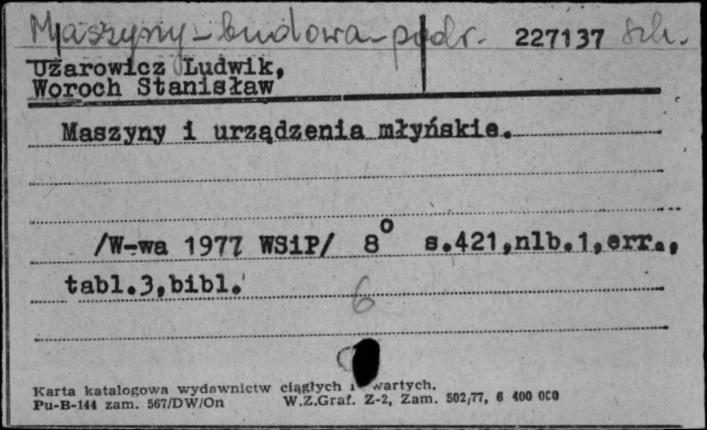 Maszyny - budowa - podr. 227137 szk.
Użarowicz Ludwik,
Woroch Stanisław
Maszyny i urządzenia młyńskie.
/W-wa 1977 WSiP/ 8° s.421,nlb.1,err.,
tabl.3,bibl.
6
Karta katalogowa wydawnictw ciągłych i zwartych.
Pu-B-144 zam. 567/DW/On W.Z.Graf. Z-2, Zam. 502/77, 6 400 000